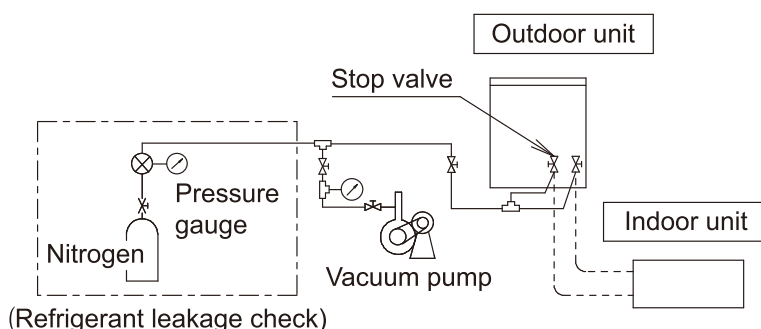 Outdoor unit
Stop valve
Pressure
gauge
Nitrogen
Vacuum pump
Indoor unit
(Refrigerant leakage check)